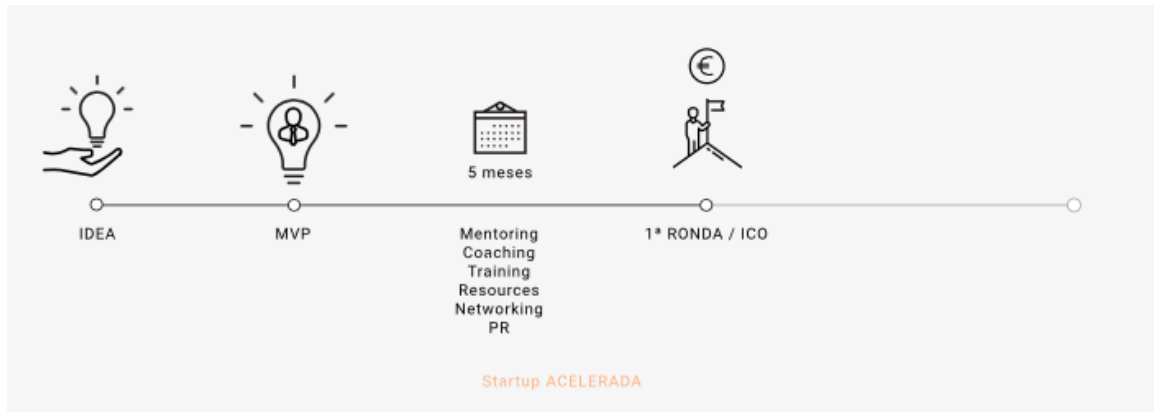 5 meses
IDEA
MVP
Mentoring
Coaching
Training
Resources
Networking
PR
1ª RONDA / ICO
Startup ACELERADA